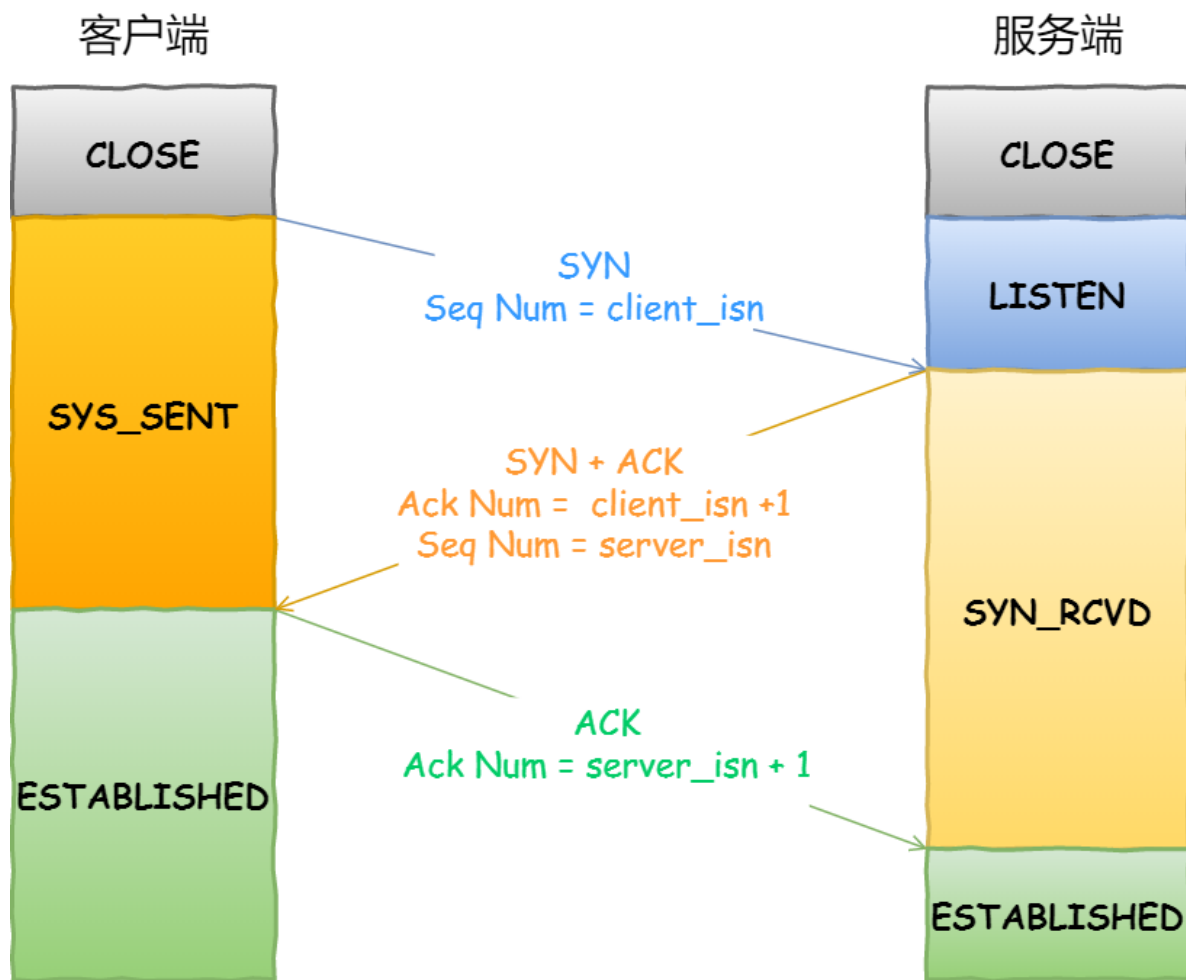 客户端
服务端
CLOSE
CLOSE
SYN
Seq Num = client_isn
LISTEN
SYS_SENT
SYN + ACK
Ack Num = client_isn +1
Seq Num = server_isn
SYN_RCVD
ACK
Ack Num = server_isn + 1
ESTABLISHED
ESTABLISHED